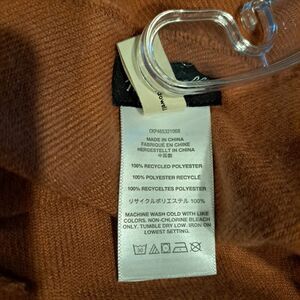 MADE IN CHINA
FABRIQUE EN CHINE
HERGESTELLT IN CHINA
中国製
100% RECYCLED POLYESTER
100% POLYESTER RECYCLÉ
100% RECYCELTES POLYESTER
リサイクルポリエステル 100%
MACHINE WASH COLD WITH LIKE
COLORS. NON-CHLORINE BLEACH
ONLY. TUMBLE DRY LOW. IRON ON
LOWEST SETTING.
30